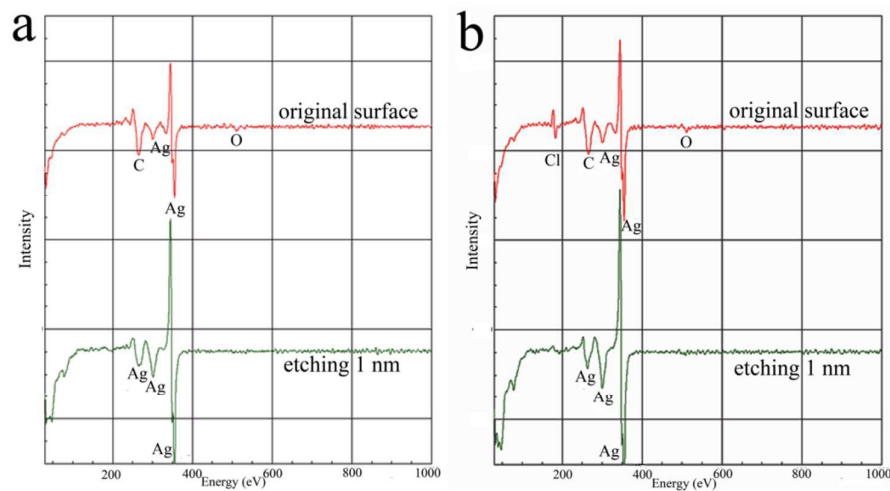 a
Intensity
original surface
C
Ag
Ag
O
etching 1 nm
Ag
Ag
Ag
200 400 600 800 1000
Energy (eV)
b
Intensity
original surface
Cl
C
Ag
Ag
O
etching 1 nm
Ag
Ag
Ag
200 400 600 800 1000
Energy (eV)